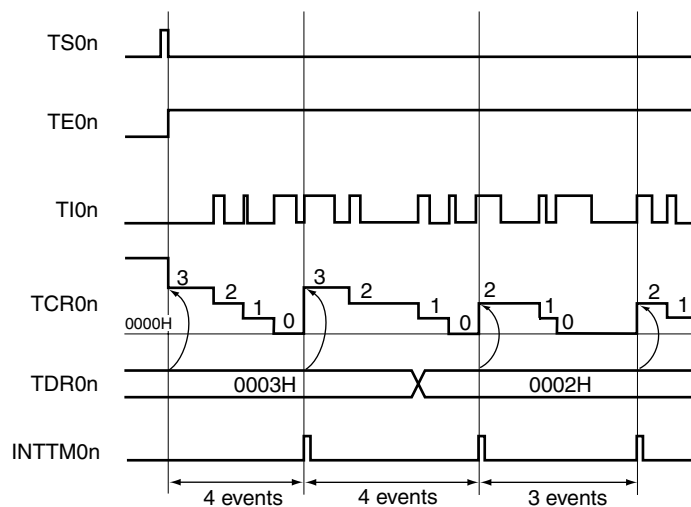 TS0n
TE0n
TI0n
TCR0n
3 2 1 0 3 2 1 0 2 1 0 2 1
0000H
TDR0n
0003H 0002H
INTTM0n
4 events 4 events 3 events